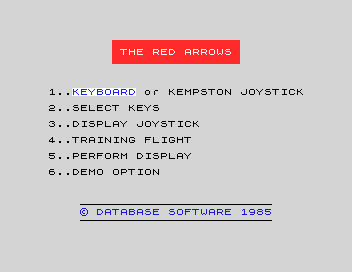 THE RED ARROWS
1..KEYBOARD or KEMPSTON JOYSTICK
2..SELECT KEYS
3..DISPLAY JOYSTICK
4..TRAINING FLIGHT
5..PERFORM DISPLAY
6..DEMO OPTION
© DATABASE SOFTWARE 1985